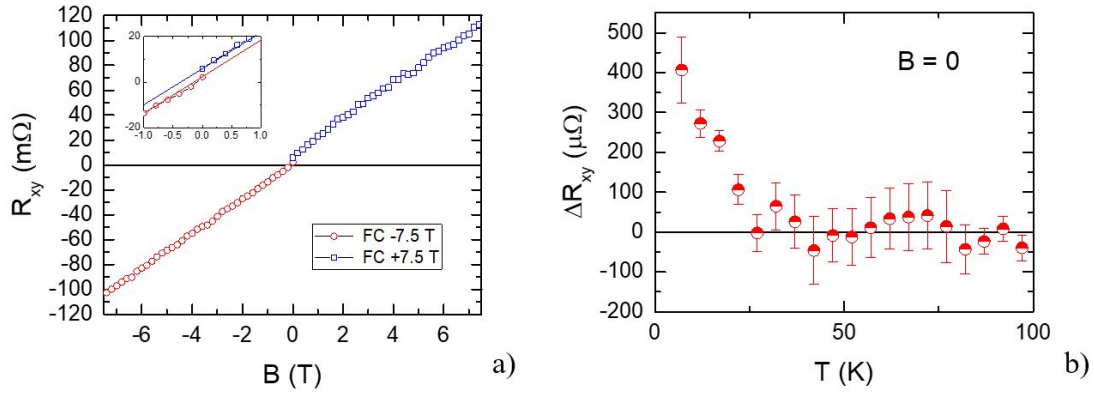 120
100
80
60
40
20
0
-20
-40
-60
-80
-100
-120
R_xy (mΩ)
20
0
-20
-1.0 -0.5 0.0 0.5 1.0
FC -7.5 T
FC +7.5 T
-6 -4 -2 0 2 4 6
B (T)
a)
500
400
300
200
100
0
-100
-200
ΔR_xy (μΩ)
B = 0
0 50 100
T (K)
b)